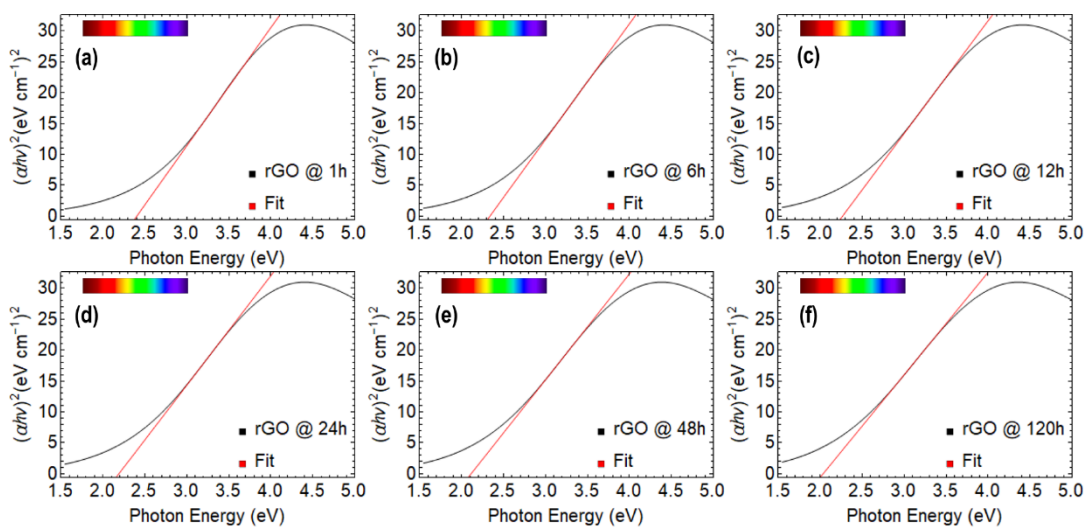 (a)
30
25
20
15
10
5
0
(αhν)²(eV cm⁻¹)²
rGO @ 1h
Fit
1.5 2.0 2.5 3.0 3.5 4.0 4.5 5.0
Photon Energy (eV)
(b)
30
25
20
15
10
5
0
(αhν)²(eV cm⁻¹)²
rGO @ 6h
Fit
1.5 2.0 2.5 3.0 3.5 4.0 4.5 5.0
Photon Energy (eV)
(c)
30
25
20
15
10
5
0
(αhν)²(eV cm⁻¹)²
rGO @ 12h
Fit
1.5 2.0 2.5 3.0 3.5 4.0 4.5 5.0
Photon Energy (eV)
(d)
30
25
20
15
10
5
0
(αhν)²(eV cm⁻¹)²
rGO @ 24h
Fit
1.5 2.0 2.5 3.0 3.5 4.0 4.5 5.0
Photon Energy (eV)
(e)
30
25
20
15
10
5
0
(αhν)²(eV cm⁻¹)²
rGO @ 48h
Fit
1.5 2.0 2.5 3.0 3.5 4.0 4.5 5.0
Photon Energy (eV)
(f)
30
25
20
15
10
5
0
(αhν)²(eV cm⁻¹)²
rGO @ 120h
Fit
1.5 2.0 2.5 3.0 3.5 4.0 4.5 5.0
Photon Energy (eV)